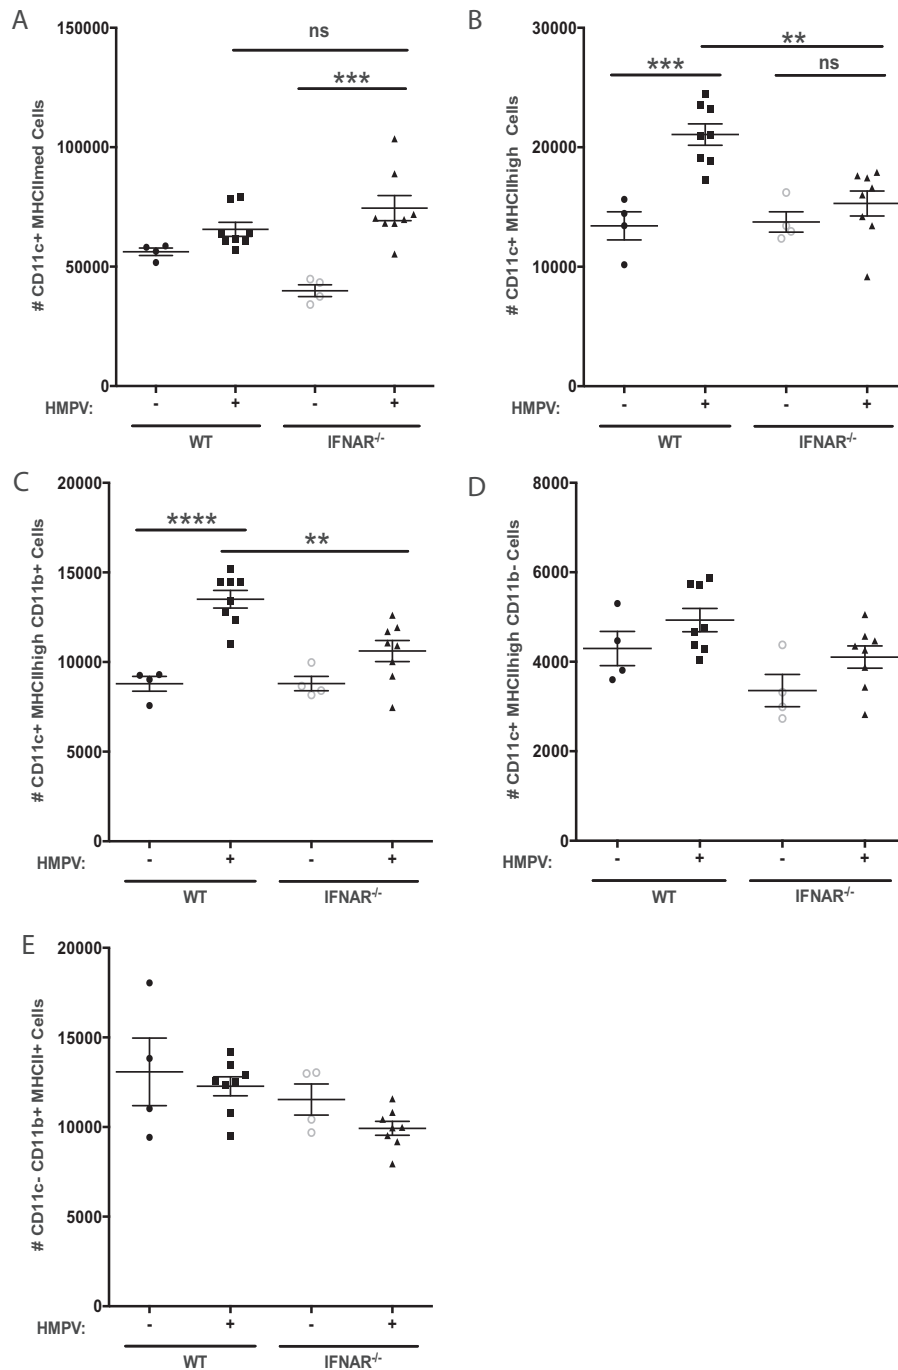 A
# CD11c+ MHCIImed Cells
150000
100000
50000
0
ns
***
HMPV: - + - +
WT IFNAR-/-
B
# CD11c+ MHCIIhigh Cells
30000
20000
10000
0
**
*** ns
HMPV: - + - +
WT IFNAR-/-
C
# CD11c+ MHCIIhigh CD11b+ Cells
20000
15000
10000
5000
0
****
**
HMPV: - + - +
WT IFNAR-/-
D
# CD11c+ MHCIIhigh CD11b- Cells
8000
6000
4000
2000
0
- + - +
HMPV:
WT IFNAR-/-
E
# CD11c- CD11b+ MHCII+ Cells
20000
15000
10000
5000
0
HMPV: - + - +
WT IFNAR-/-